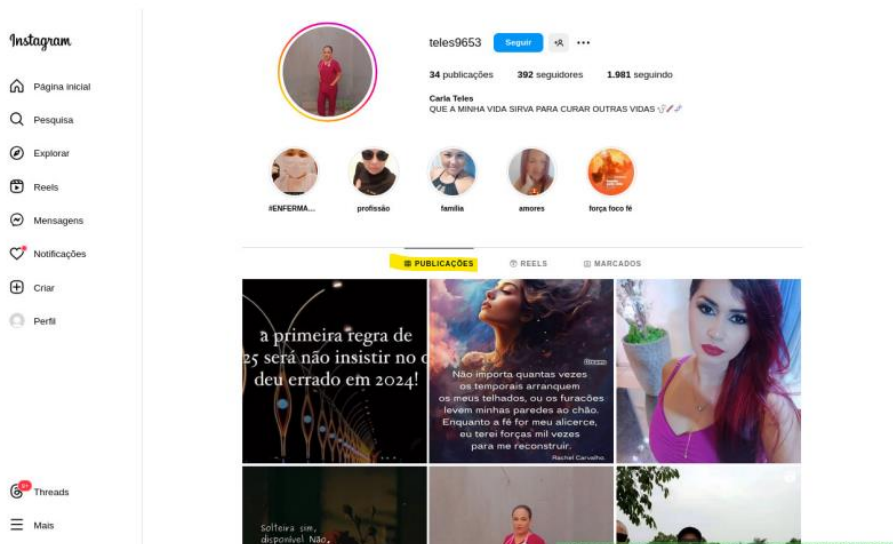 Instagram
Página inicial
Pesquisa
Explorar
Reels
Mensagens
Notificações
Criar
Perfil
9+
Threads
Mais
teles9653
Seguir
34 publicações 392 seguidores 1.981 seguindo
Carla Teles
QUE A MINHA VIDA SIRVA PARA CURAR OUTRAS VIDAS
#ENFERMA...
profissão
família
amores
força foco fé
PUBLICAÇÕES
REELS
MARCADOS
a primeira regra de
25 será não insistir no
deu errado em 2024!
Não importa quantas vezes
os temporais arranquem
os meus telhados, ou os furacões
levem minhas paredes ao chão.
Enquanto a fé for meu alicerce,
eu terei forças mil vezes
para me reconstruir.
Rachel Carvalho.
Solteira sim,
disponível Não,